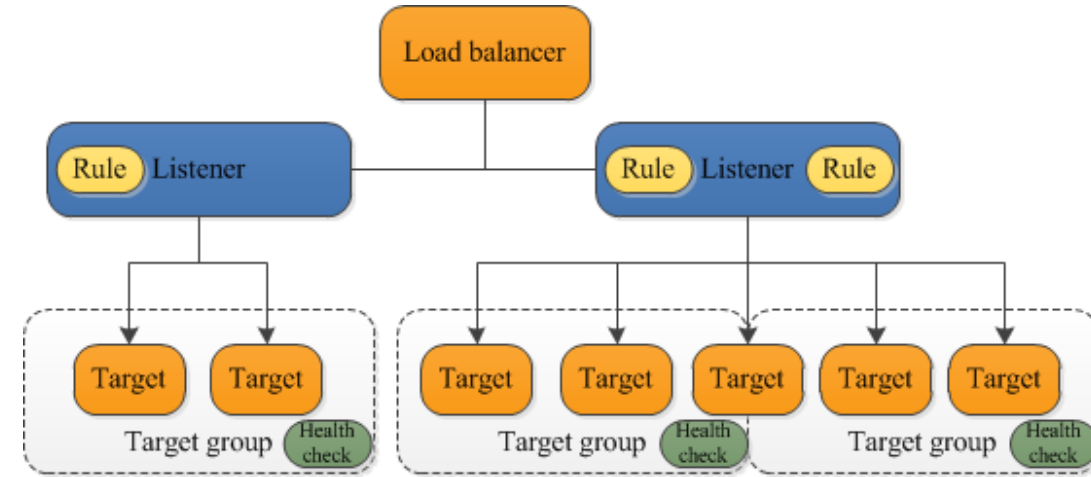 Load balancer
Rule Listener
Rule Listener Rule
Target Target
Target Target Target Target Target
Target group Health check
Target group Health check
Target group Health check